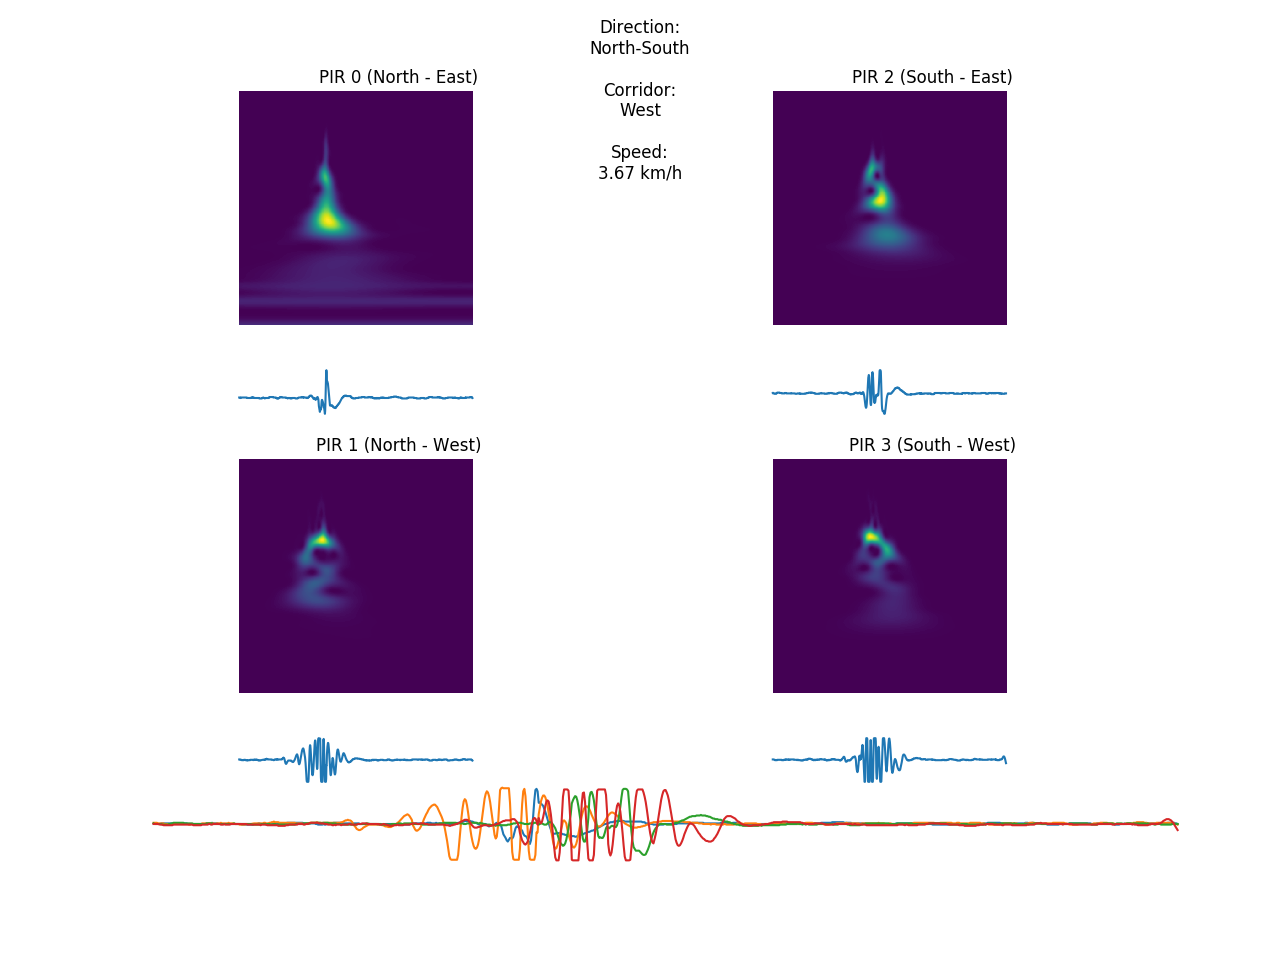 Direction:
North-South
Corridor:
West
Speed:
3.67 km/h
PIR 0 (North - East)
PIR 2 (South - East)
PIR 1 (North - West)
PIR 3 (South - West)